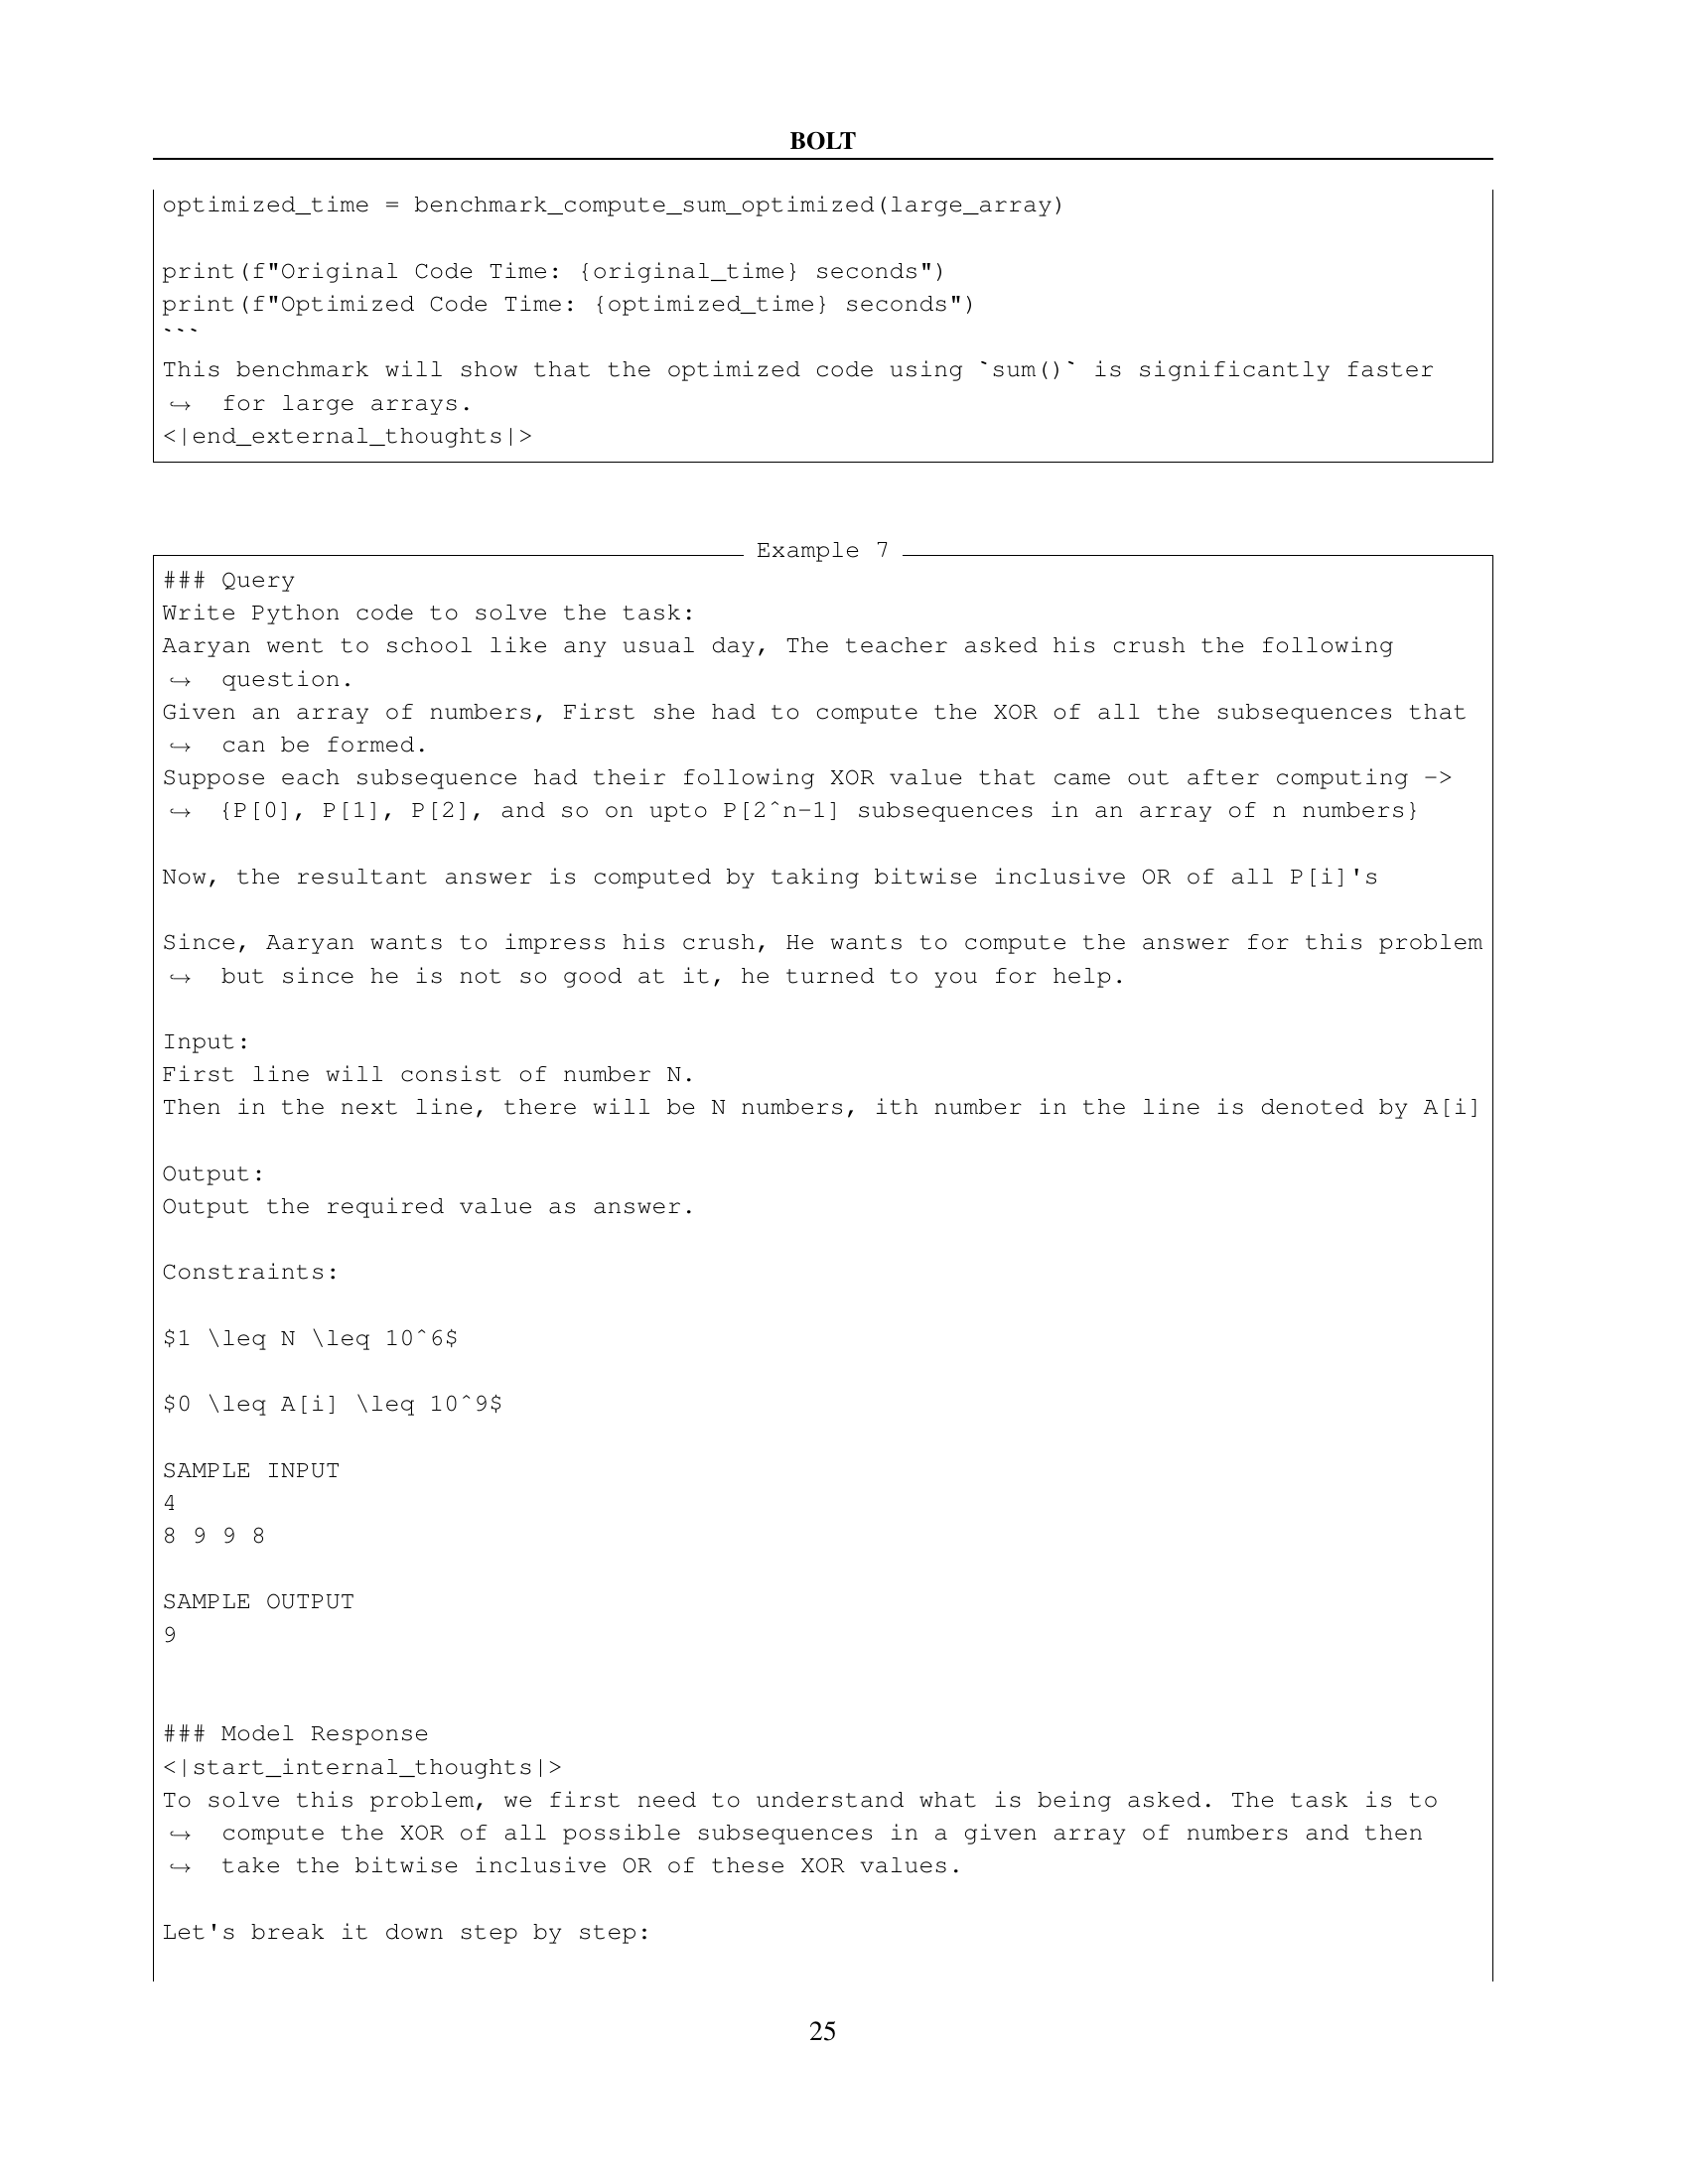 BOLT
optimized_time = benchmark_compute_sum_optimized(large_array)
print(f"Original Code Time: {original_time} seconds")
print(f"Optimized Code Time: {optimized_time} seconds")
```
This benchmark will show that the optimized code using `sum()` is significantly faster
↪ for large arrays.
<|end_external_thoughts|>
Example 7
### Query
Write Python code to solve the task:
Aaryan went to school like any usual day, The teacher asked his crush the following
↪ question.
Given an array of numbers, First she had to compute the XOR of all the subsequences that
↪ can be formed.
Suppose each subsequence had their following XOR value that came out after computing ->
↪ {P[0], P[1], P[2], and so on upto P[2^n-1] subsequences in an array of n numbers}
Now, the resultant answer is computed by taking bitwise inclusive OR of all P[i]'s
Since, Aaryan wants to impress his crush, He wants to compute the answer for this problem
↪ but since he is not so good at it, he turned to you for help.
Input:
First line will consist of number N.
Then in the next line, there will be N numbers, ith number in the line is denoted by A[i]
Output:
Output the required value as answer.
Constraints:
$1 \leq N \leq 10^6$
$0 \leq A[i] \leq 10^9$
SAMPLE INPUT
4
8 9 9 8
SAMPLE OUTPUT
9
### Model Response
<|start_internal_thoughts|>
To solve this problem, we first need to understand what is being asked. The task is to
↪ compute the XOR of all possible subsequences in a given array of numbers and then
↪ take the bitwise inclusive OR of these XOR values.
Let's break it down step by step:
25